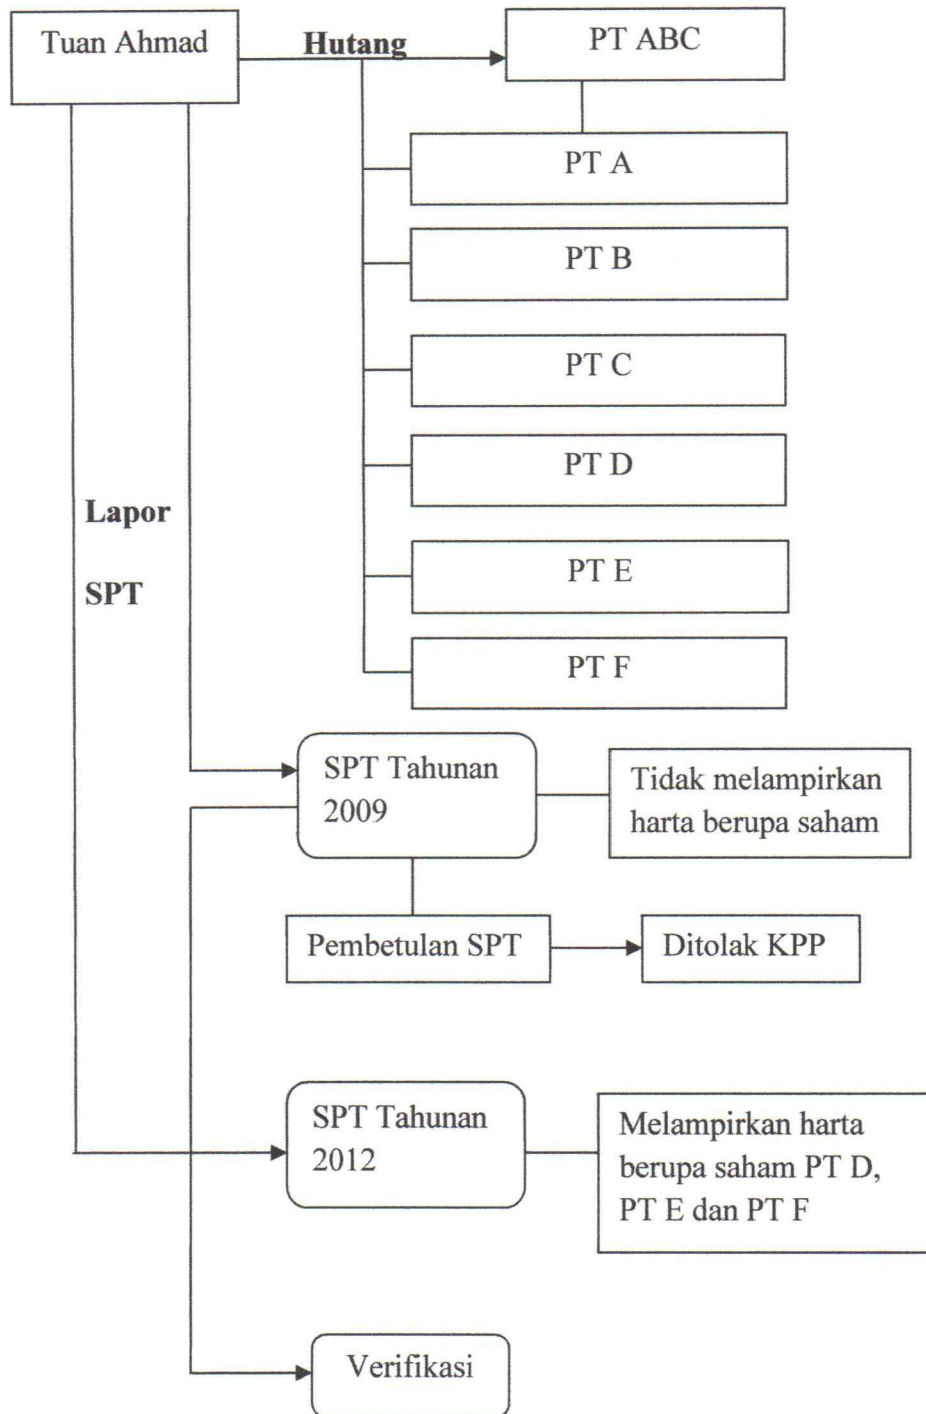 Tuan Ahmad
Hutang
PT ABC
PT A
PT B
PT C
PT D
PT E
PT F
Lapor
SPT
SPT Tahunan
2009
Tidak melampirkan
harta berupa saham
Pembetulan SPT
Ditolak KPP
SPT Tahunan
2012
Melampirkan harta
berupa saham PT D,
PT E dan PT F
Verifikasi